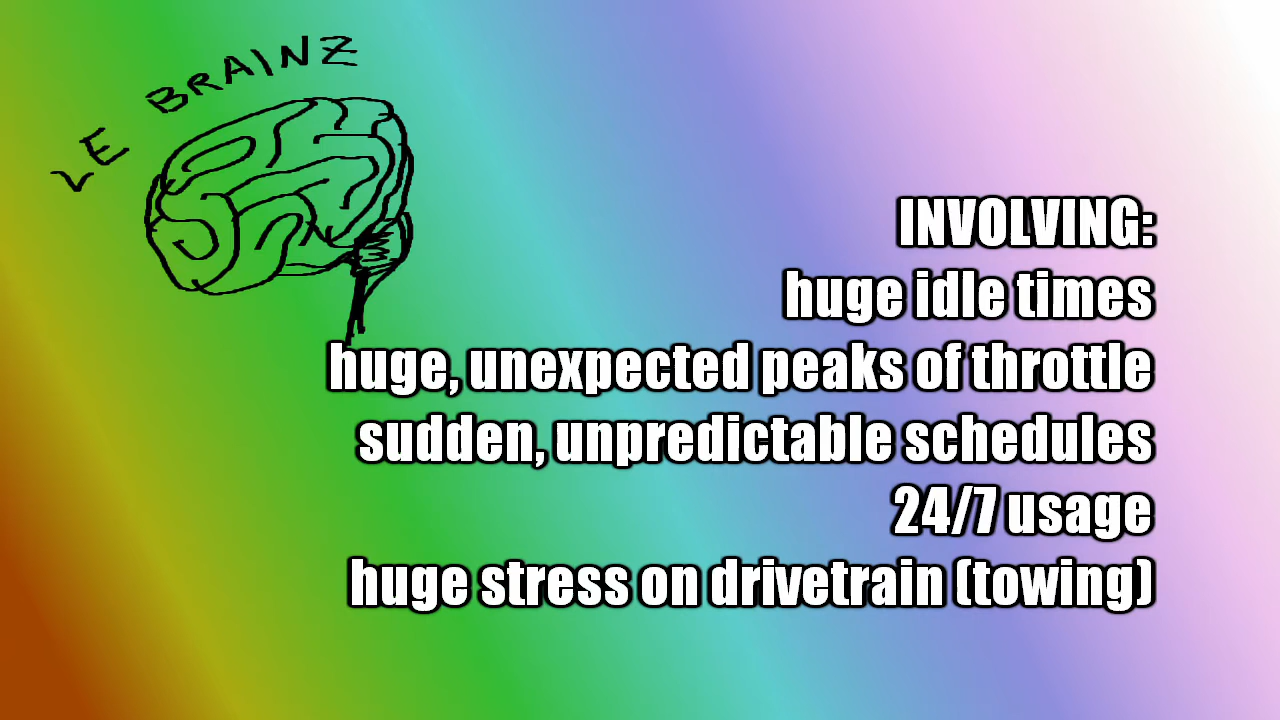 LE BRAINZ
INVOLVING:
huge idle times
huge, unexpected peaks of throttle
sudden, unpredictable schedules
24/7 usage
huge stress on drivetrain (towing)